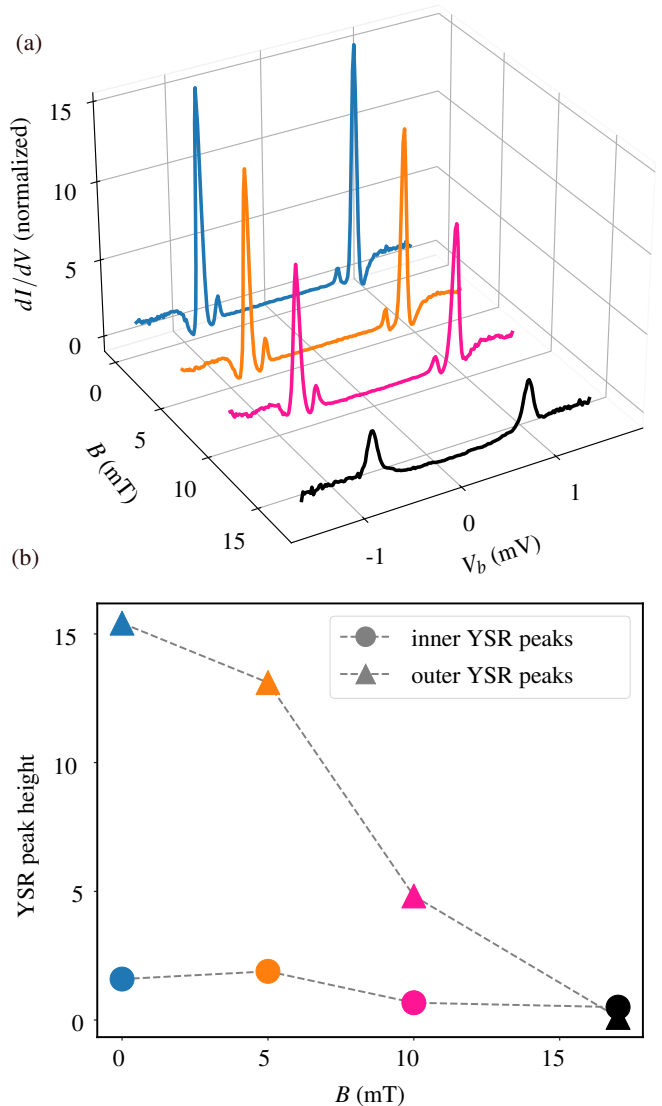 (a)
15
10
5
0
dI/dV (normalized)
0
5
10
15
B (mT)
-1
0
1
V_b (mV)
(b)
inner YSR peaks
outer YSR peaks
15
10
5
0
YSR peak height
0
5
10
15
B (mT)